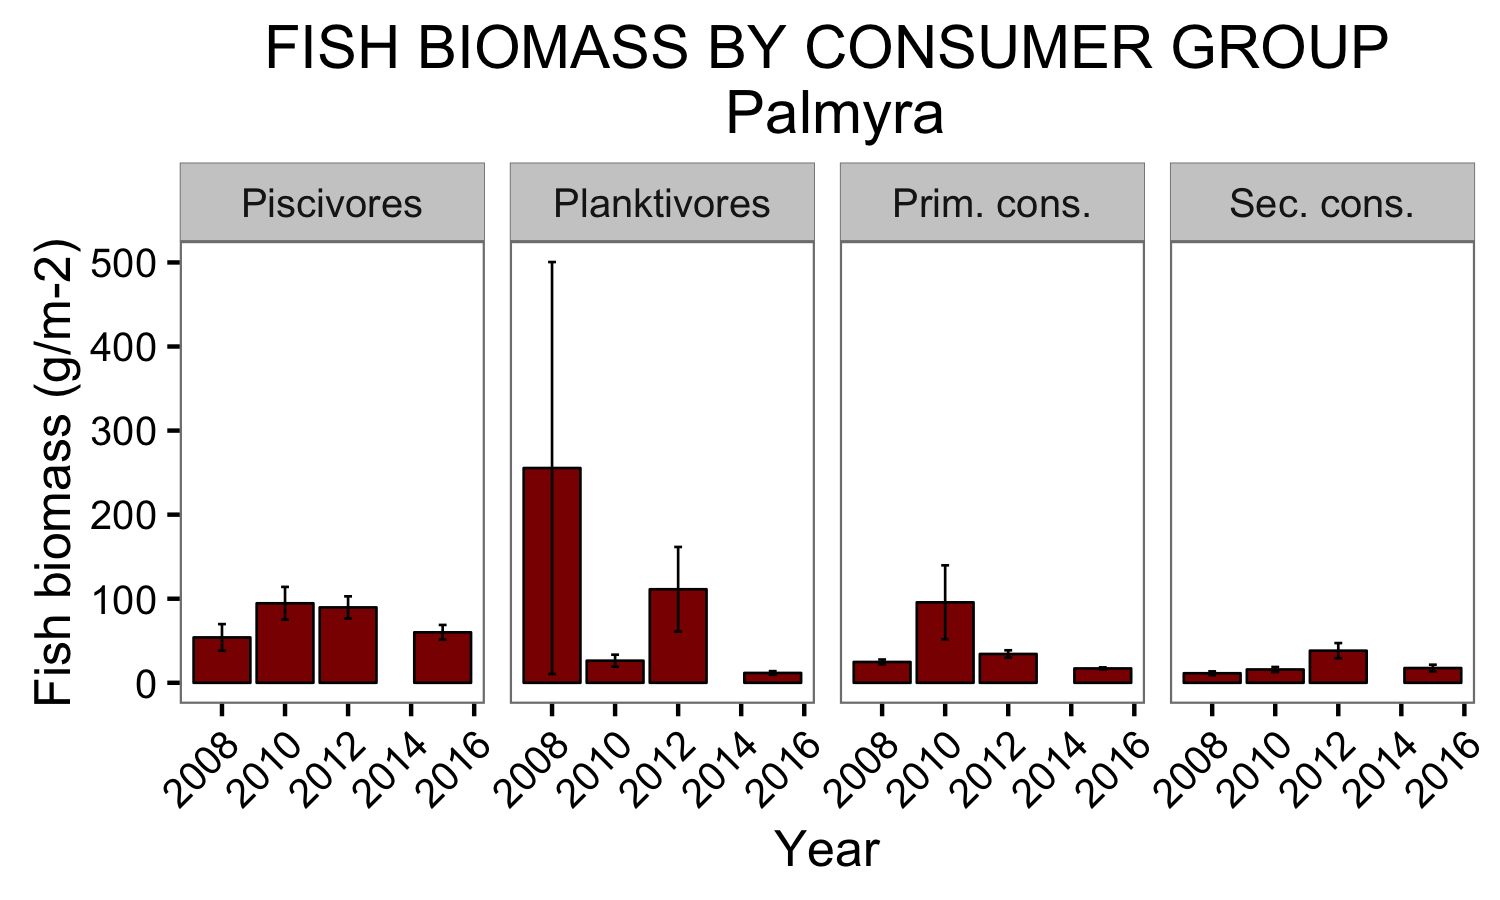 FISH BIOMASS BY CONSUMER GROUP
Palmyra
Piscivores Planktivores Prim. cons. Sec. cons.
Fish biomass (g/m-2)
500
400
300
200
100
0
2008 2010 2012 2014 2016 2008 2010 2012 2014 2016 2008 2010 2012 2014 2016 2008 2010 2012 2014 2016
Year